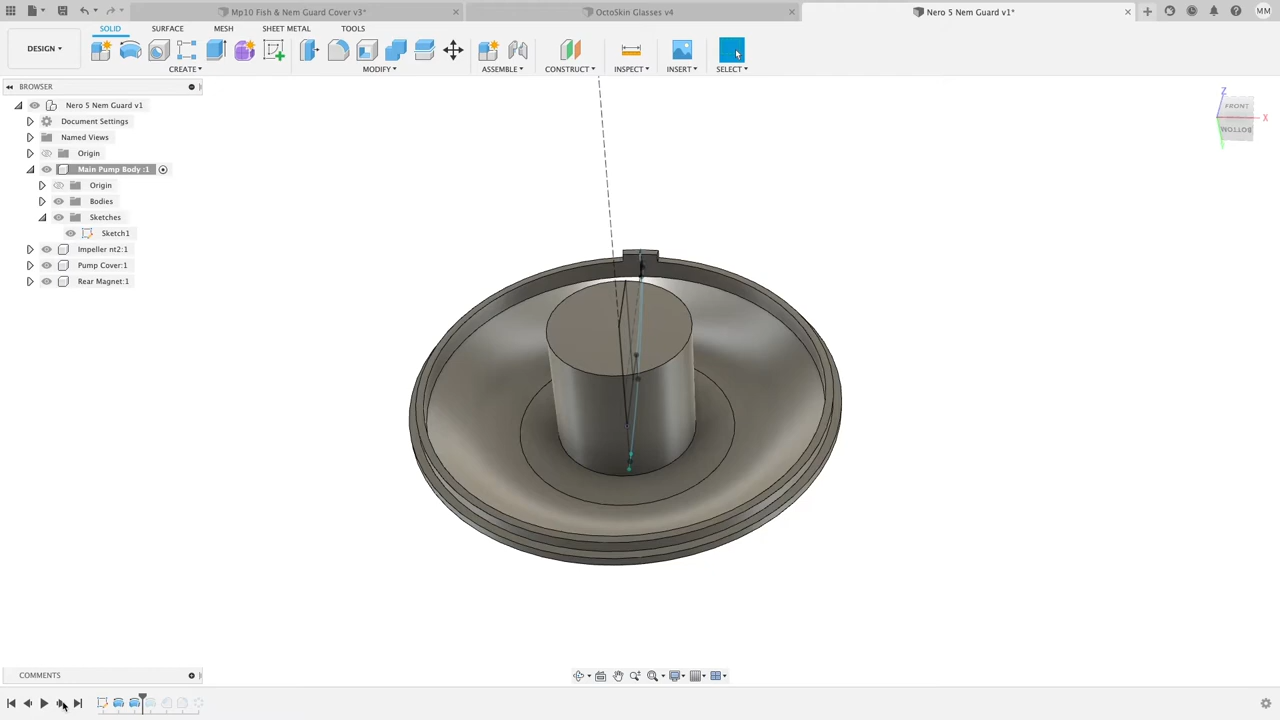 Mp10 Fish & Nem Guard Cover v3*
OctoSkin Glasses v4
Nero 5 Nem Guard v1*
MM
DESIGN
SOLID
SURFACE
MESH
SHEET METAL
TOOLS
CREATE
MODIFY
ASSEMBLE
CONSTRUCT
INSPECT
INSERT
SELECT
BROWSER
Nero 5 Nem Guard v1
Document Settings
Named Views
Origin
Main Pump Body :1
Origin
Bodies
Sketches
Sketch1
Impeller nt2:1
Pump Cover:1
Rear Magnet:1
Z
FRONT
X
BOTTOM
COMMENTS